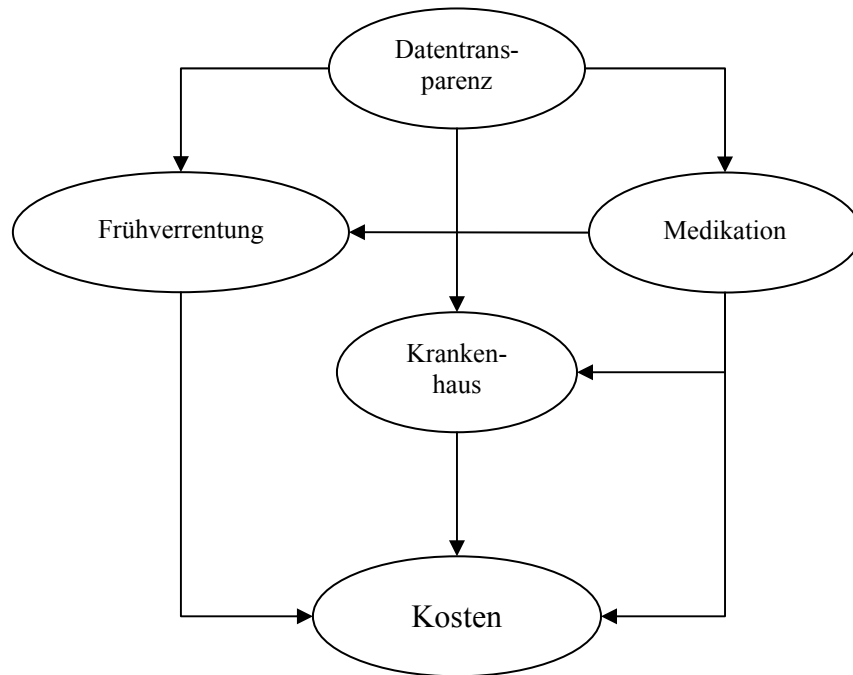 Datentrans-
parenz
Frühverrentung
Medikation
Kranken-
haus
Kosten